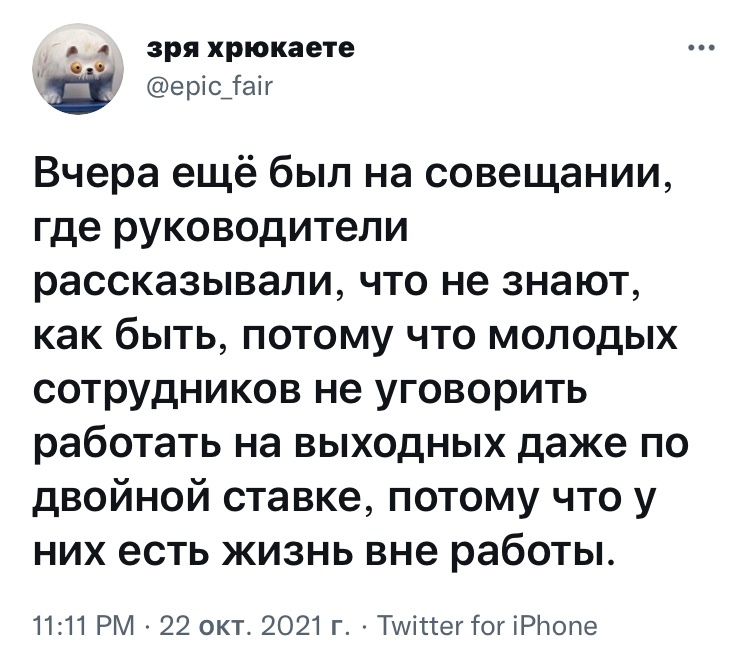 зря хрюкаете
@epic_fair
Вчера ещё был на совещании,
где руководители
рассказывали, что не знают,
как быть, потому что молодых
сотрудников не уговорить
работать на выходных даже по
двойной ставке, потому что у
них есть жизнь вне работы.
11:11 PM · 22 окт. 2021 г. · Twitter for iPhone